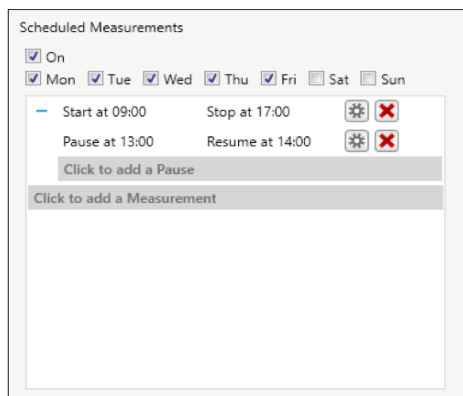 Scheduled Measurements
On
Mon Tue Wed Thu Fri Sat Sun
Start at 09:00 Stop at 17:00
Pause at 13:00 Resume at 14:00
Click to add a Pause
Click to add a Measurement